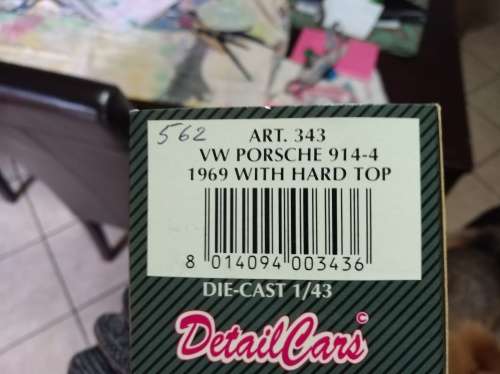 562 ART. 343
VW PORSCHE 914-4
1969 WITH HARD TOP
8 014094 003436
DIE-CAST 1/43
DetailCars©